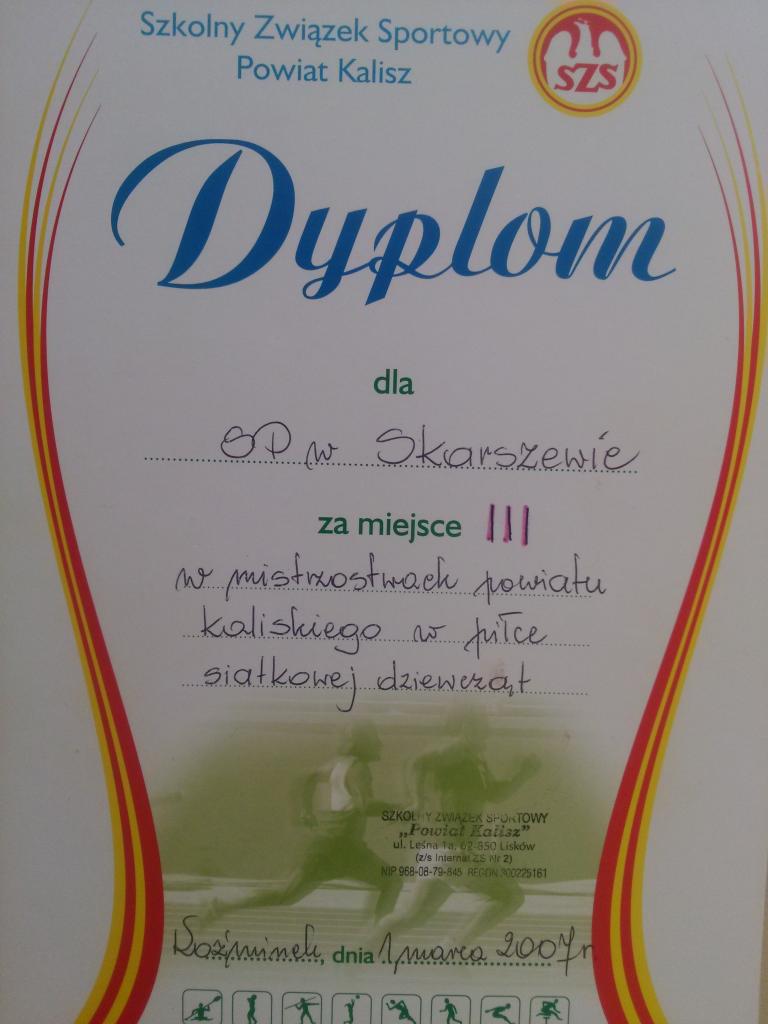 Szkolny Związek Sportowy
Powiat Kalisz
SZS
Dyplom
dla
SP w Skarszewie
za miejsce III
w mistrzostwach powiatu
kaliskiego w piłce
siatkowej dziewcząt
SZKOLNY ZWIĄZEK SPORTOWY
„Powiat Kalisz"
ul. Leśna 1a, 62-850 Lisków
(z/s Internat ZS Nr 2)
NIP 968-08-79-845 REGON 300225161
Koźminek, dnia 1 marca 2007r